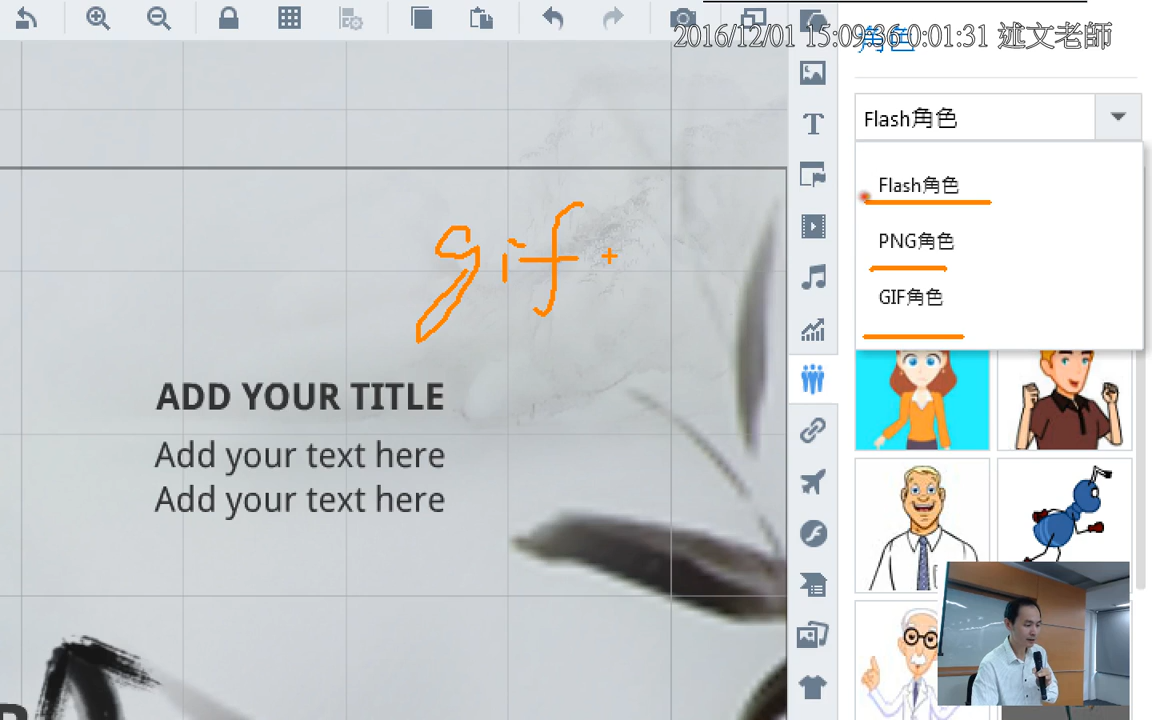 2016/12/01 15:09:36 0:01:31 述文老師
角色
Flash角色
Flash角色
PNG角色
GIF角色
gif
ADD YOUR TITLE
Add your text here
Add your text here